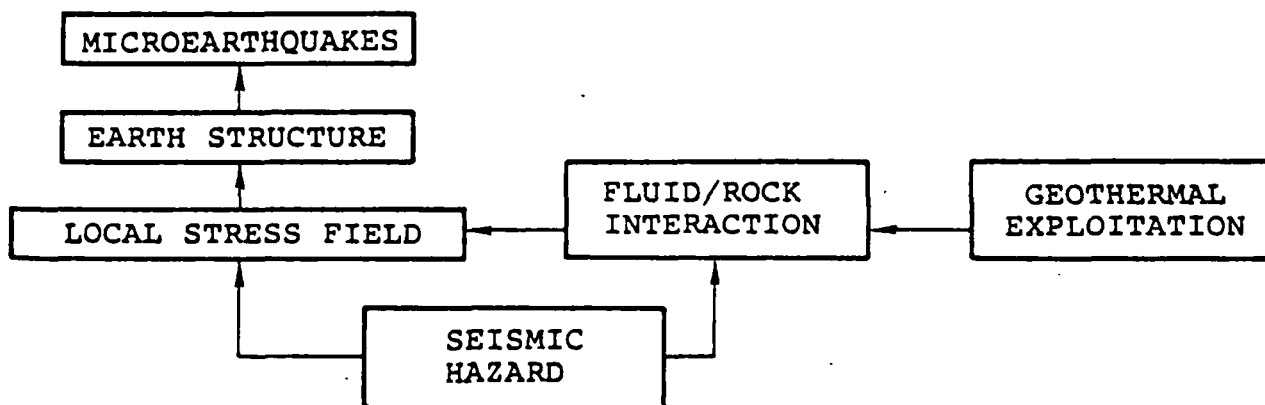 MICROEARTHQUAKES
EARTH STRUCTURE
LOCAL STRESS FIELD
FLUID/ROCK
INTERACTION
GEOTHERMAL
EXPLOITATION
SEISMIC
HAZARD